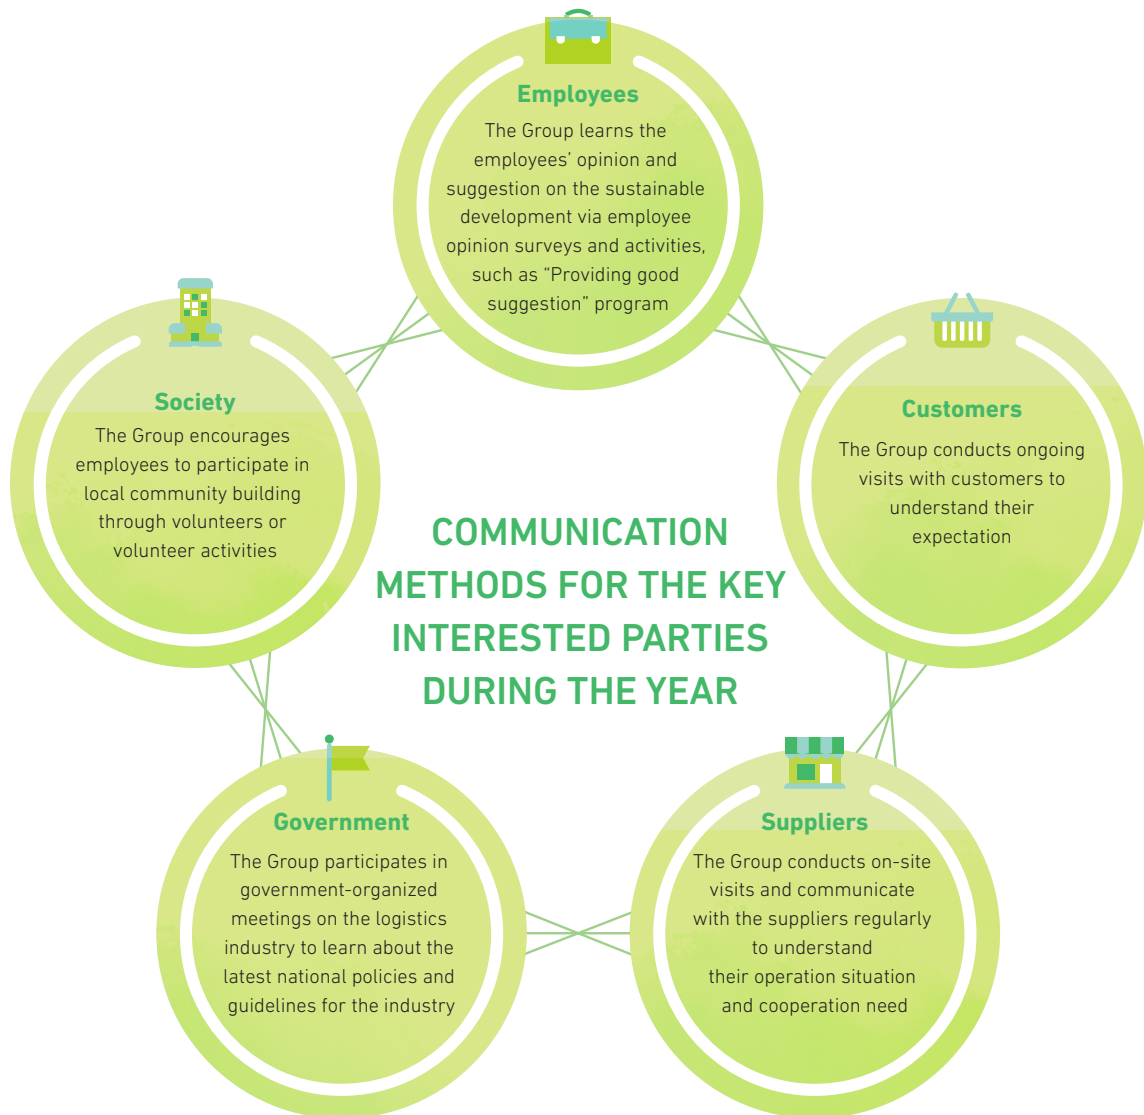 Employees
The Group learns the
employees’ opinion and
suggestion on the sustainable
development via employee
opinion surveys and activities,
such as “Providing good
suggestion” program
Society
The Group encourages
employees to participate in
local community building
through volunteers or
volunteer activities
Customers
The Group conducts ongoing
visits with customers to
understand their
expectation
COMMUNICATION
METHODS FOR THE KEY
INTERESTED PARTIES
DURING THE YEAR
Government
The Group participates in
government-organized
meetings on the logistics
industry to learn about the
latest national policies and
guidelines for the industry
Suppliers
The Group conducts on-site
visits and communicate
with the suppliers regularly
to understand
their operation situation
and cooperation need